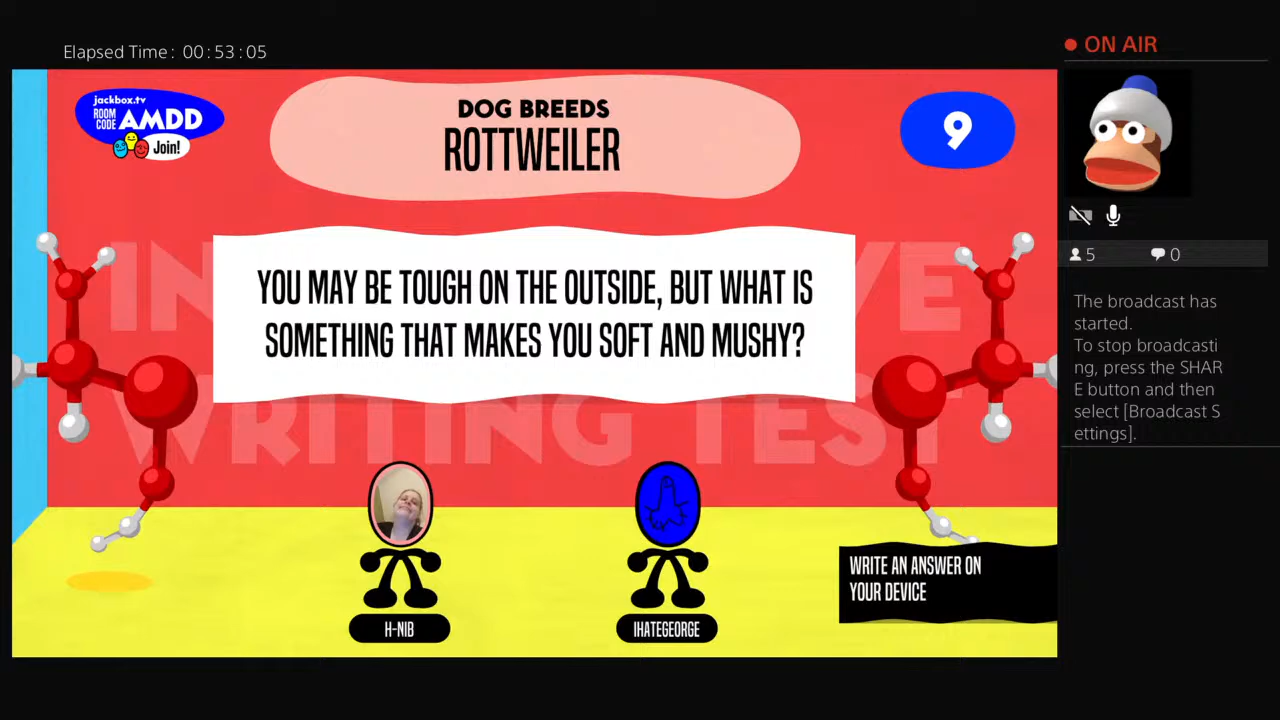 Elapsed Time: 00:53:05
ON AIR
jackbox.tv
ROOM CODE AMDD
Join!
DOG BREEDS
ROTTWEILER
9
YOU MAY BE TOUGH ON THE OUTSIDE, BUT WHAT IS
SOMETHING THAT MAKES YOU SOFT AND MUSHY?
WRITING TEST
H-NIB
IHATEGEORGE
WRITE AN ANSWER ON
YOUR DEVICE
5 0
The broadcast has
started.
To stop broadcasti
ng, press the SHAR
E button and then
select [Broadcast S
ettings].